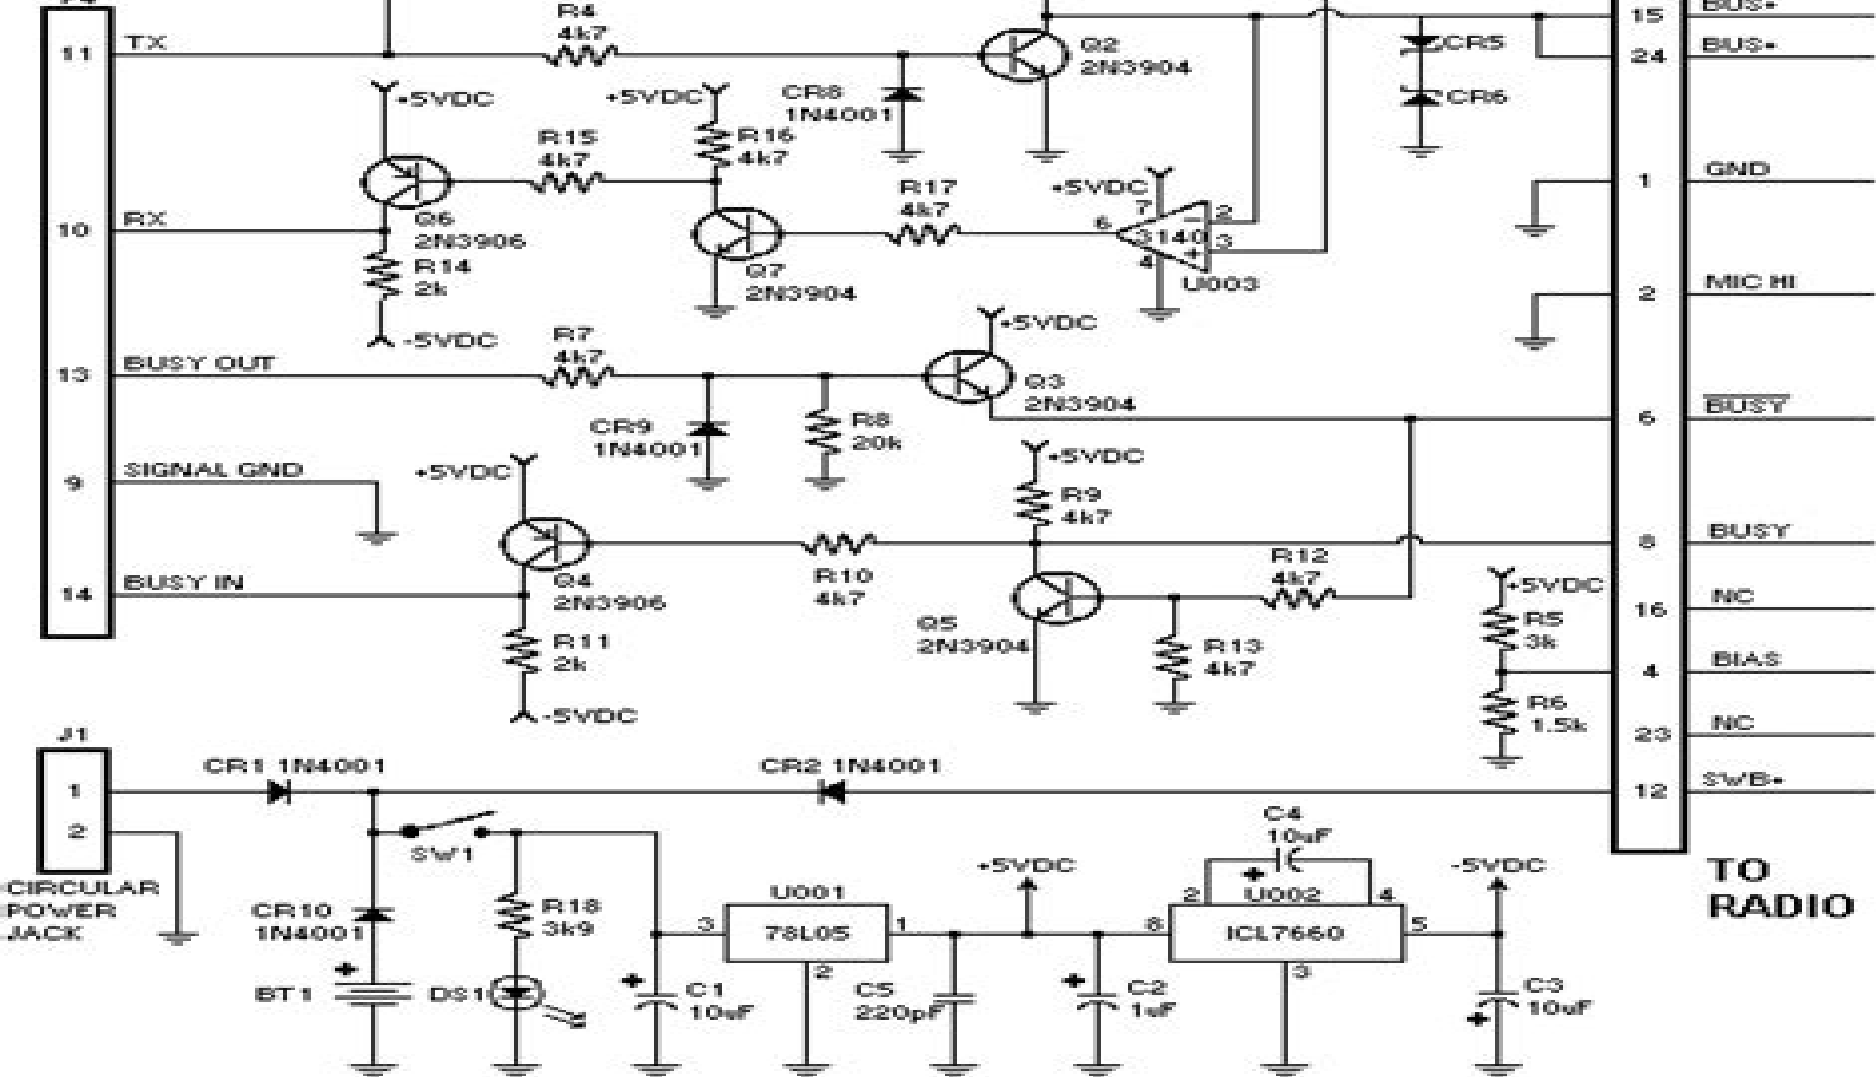 R4
4k7
11
TX
Q2
2N3904
CR5
15
BUS+
24
BUS-
+5VDC
+5VDC
CR8
1N4001
CR6
R15
4k7
R16
4k7
R17
4k7
+5VDC
1
GND
10
RX
Q6
2N3906
Q7
2N3904
7
6
3140
2
3
4
U003
R14
2k
-5VDC
2
MIC HI
R7
4k7
+5VDC
13
BUSY OUT
Q3
2N3904
6
BUSY
CR9
1N4001
R8
20k
9
SIGNAL GND
+5VDC
+5VDC
R9
4k7
8
BUSY
14
BUSY IN
Q4
2N3906
R10
4k7
R12
4k7
+5VDC
16
NC
Q5
2N3904
R5
3k
R11
2k
R13
4k7
4
BIAS
-5VDC
R6
1.5k
23
NC
J1
CR1 1N4001
CR2 1N4001
1
12
SWB+
2
SW1
C4
10uF
+5VDC
-5VDC
TO
RADIO
CIRCULAR
POWER
JACK
CR10
1N4001
R18
3k9
U001
3
78L05
1
2
U002
2
4
8
ICL7660
5
3
BT1
DS1
C1
10uF
C5
220pF
C2
1uF
C3
10uF